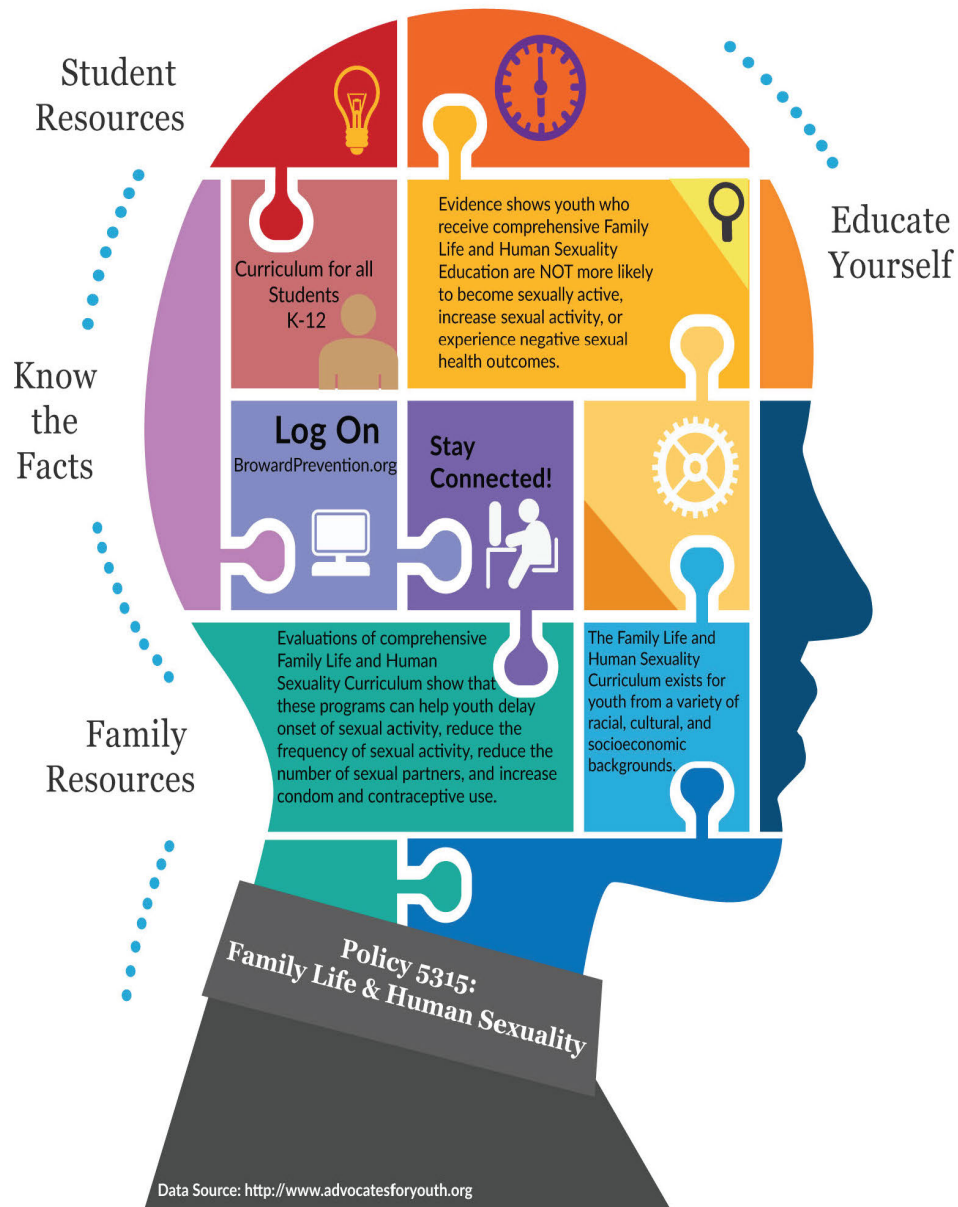 Student
Resources
Educate
Yourself
Know
the
Facts
Family
Resources
Curriculum for all
Students
K-12
Evidence shows youth who
receive comprehensive Family
Life and Human Sexuality
Education are NOT more likely
to become sexually active,
increase sexual activity, or
experience negative sexual
health outcomes.
Log On
BrowardPrevention.org
Stay
Connected!
Evaluations of comprehensive
Family Life and Human
Sexuality Curriculum show that
these programs can help youth delay
onset of sexual activity, reduce the
frequency of sexual activity, reduce the
number of sexual partners, and increase
condom and contraceptive use.
The Family Life and
Human Sexuality
Curriculum exists for
youth from a variety of
racial, cultural, and
socioeconomic
backgrounds.
Policy 5315:
Family Life & Human Sexuality
Data Source: http://www.advocatesforyouth.org